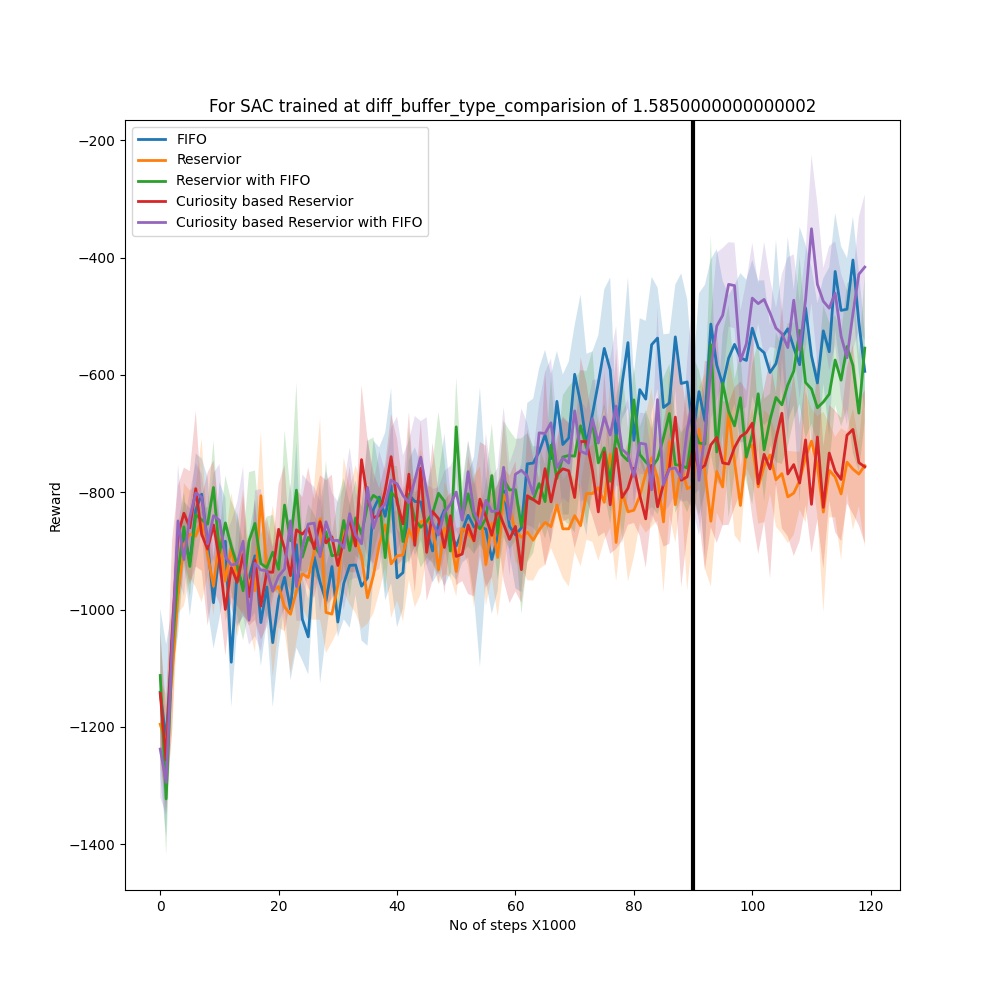 For SAC trained at diff_buffer_type_comparision of 1.5850000000000002
FIFO
Reservior
Reservior with FIFO
Curiosity based Reservior
Curiosity based Reservior with FIFO
−200
−400
−600
−800
−1000
−1200
−1400
Reward
0 20 40 60 80 100 120
No of steps X1000